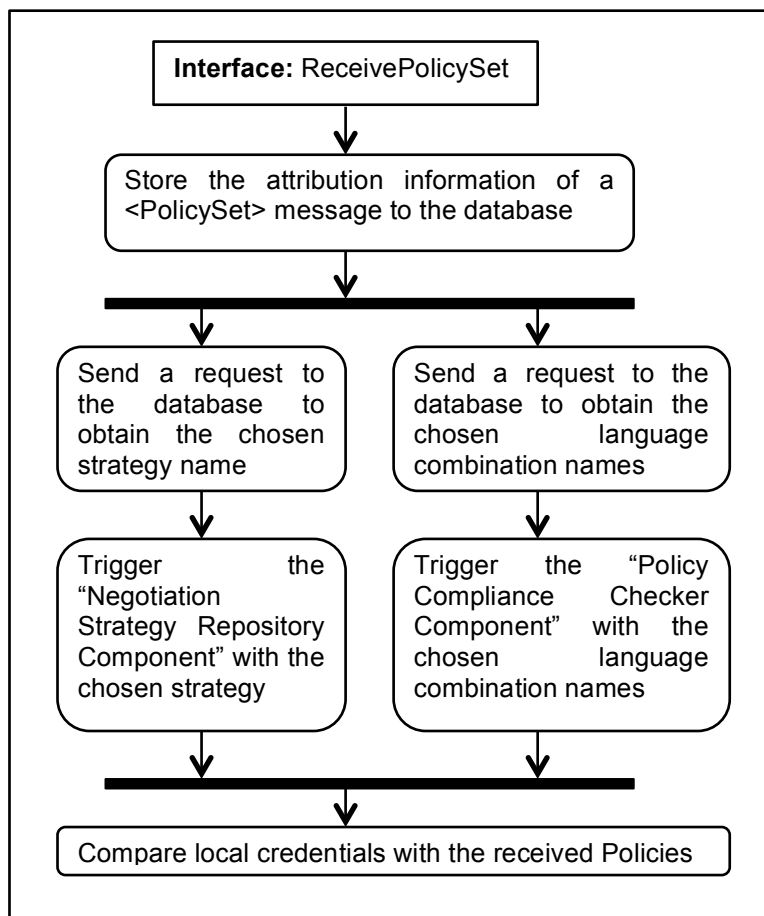 Interface: ReceivePolicySet
Store the attribution information of a
<PolicySet> message to the database
Send a request to
the database to
obtain the chosen
strategy name
Send a request to the
database to obtain the
chosen language
combination names
Trigger the
“Negotiation
Strategy Repository
Component” with the
chosen strategy
Trigger the “Policy
Compliance Checker
Component” with the
chosen language
combination names
Compare local credentials with the received Policies